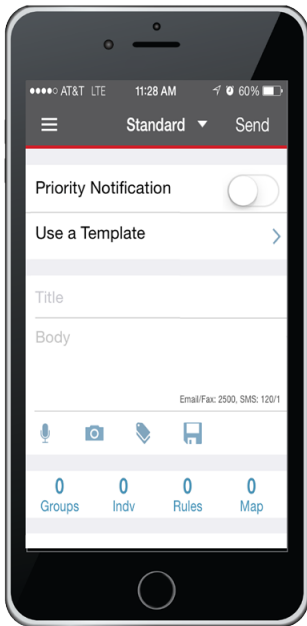 AT&T LTE 11:28 AM 60%
Standard Send
Priority Notification
Use a Template
Title
Body
Email/Fax: 2500, SMS: 120/1
0 0 0 0
Groups Indv Rules Map